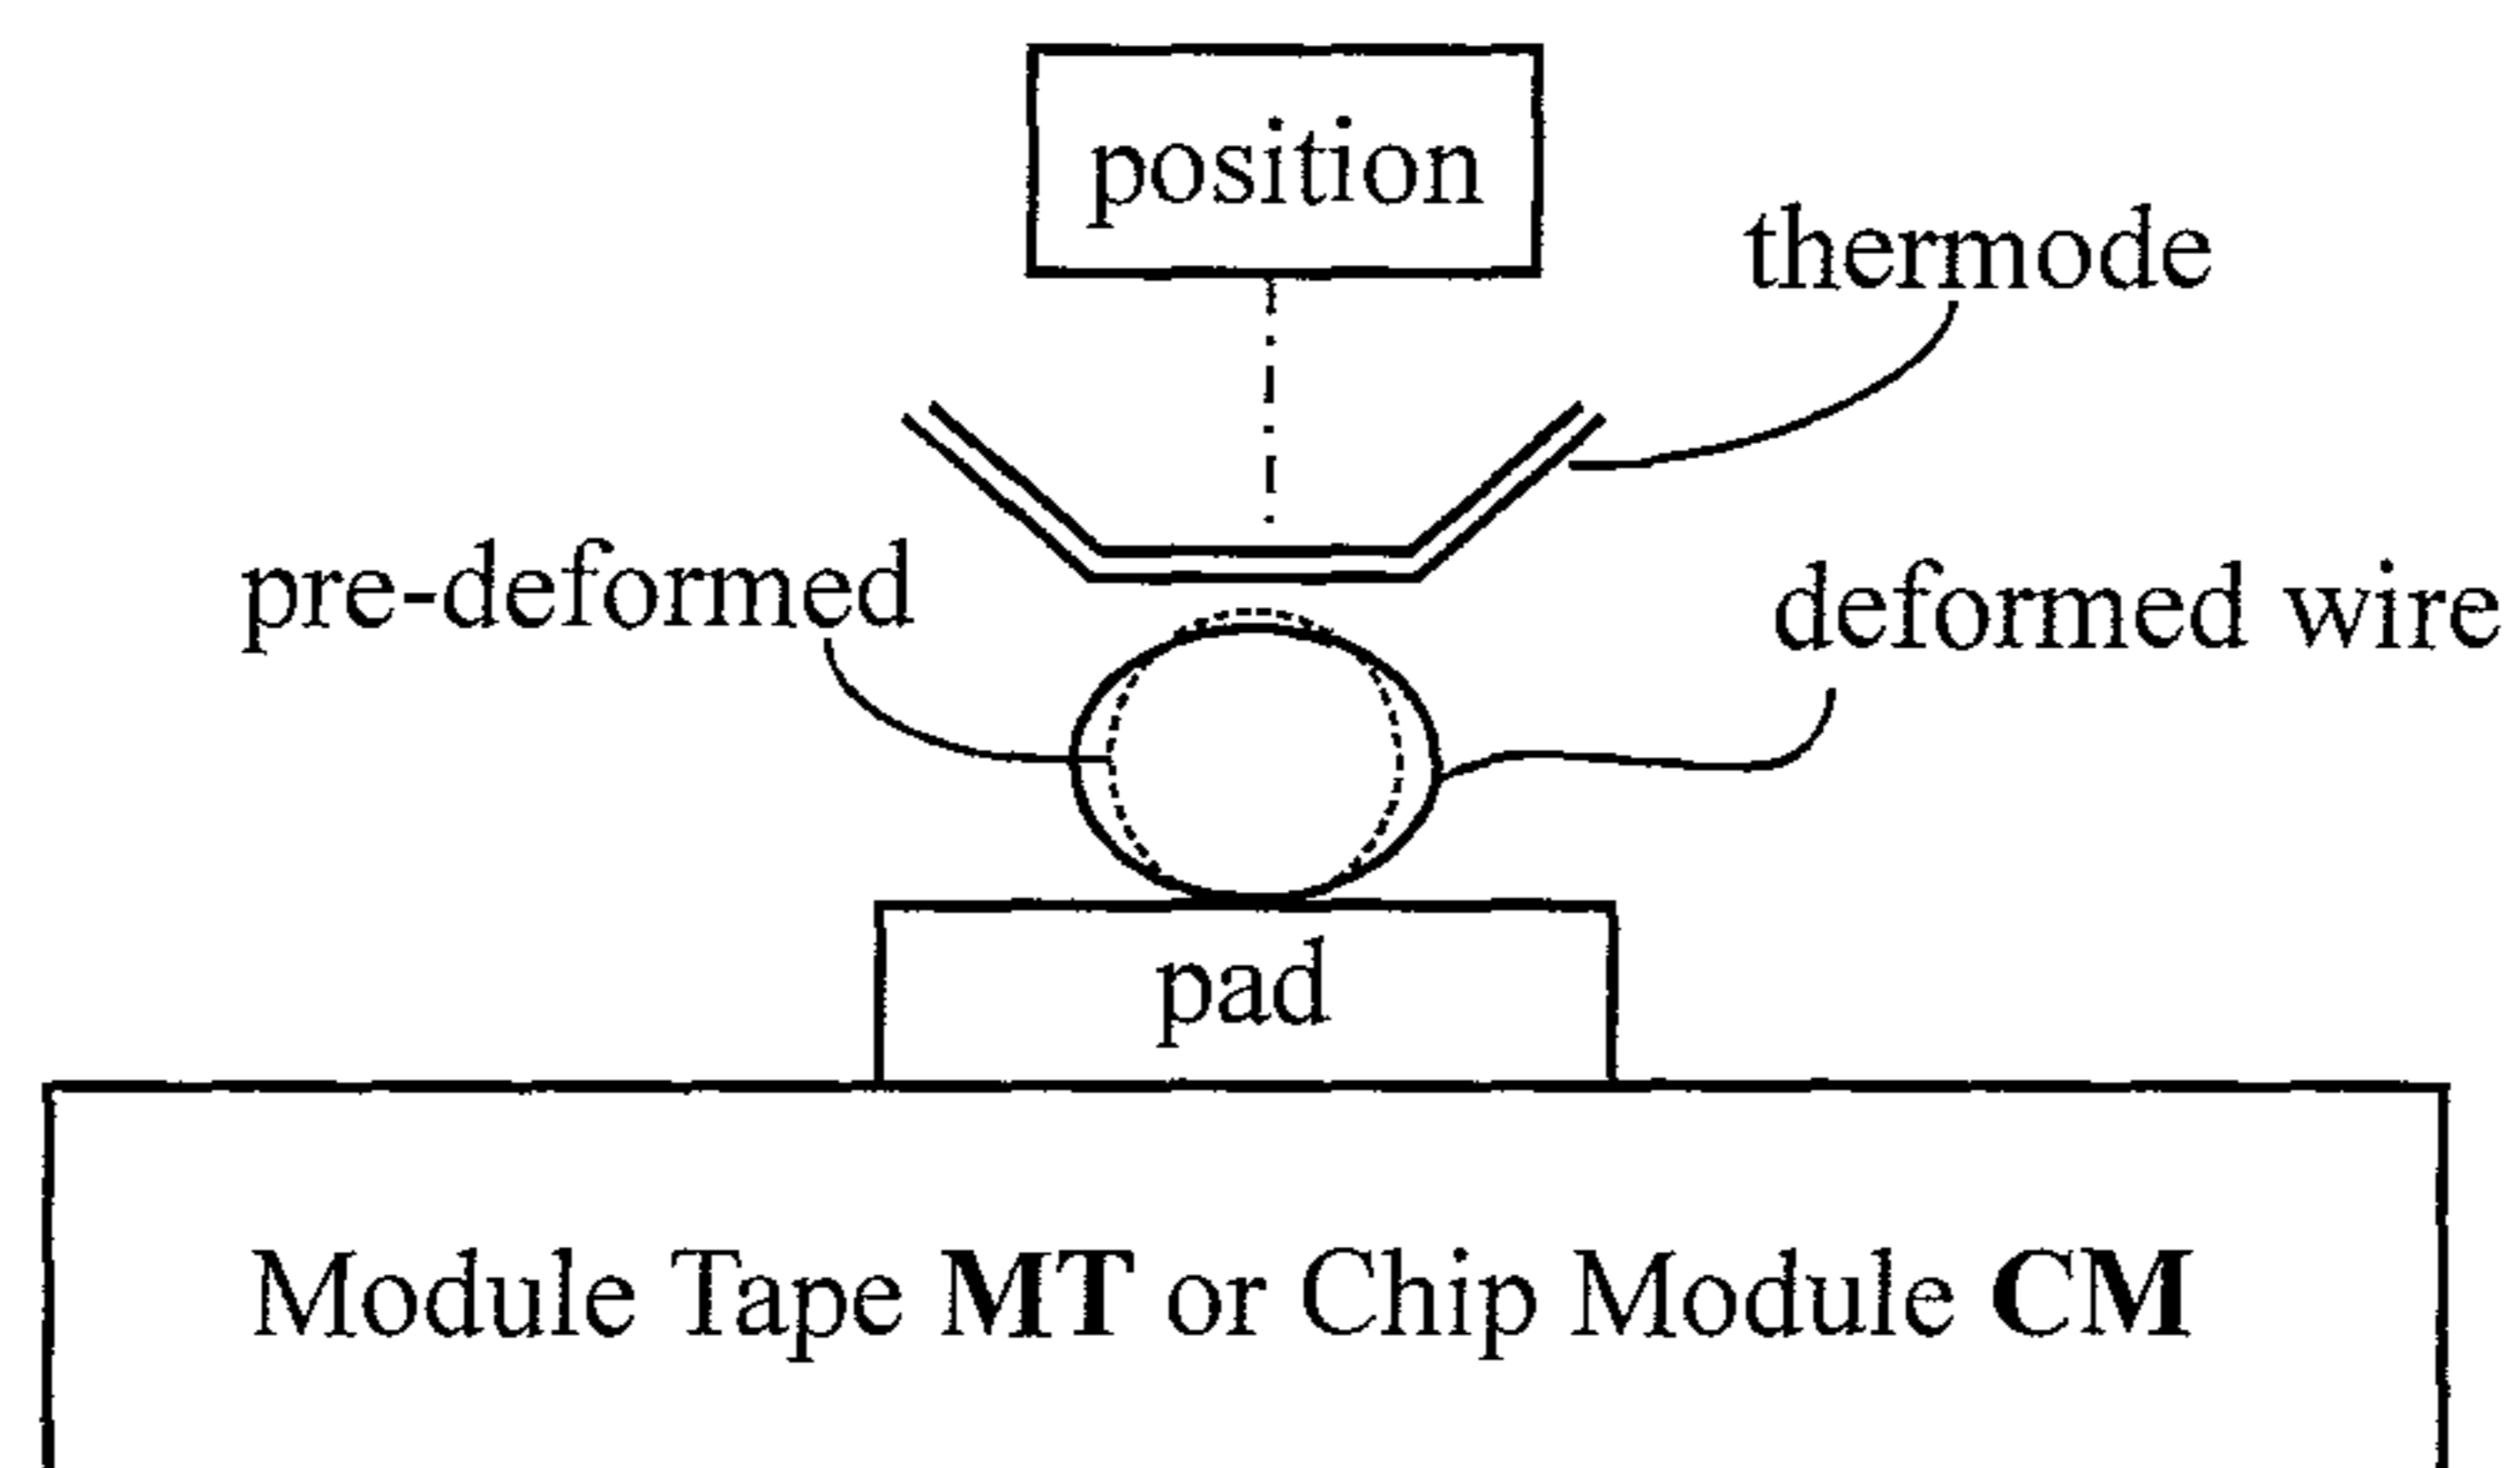 position
thermode
pre-deformed
deformed wire
pad
Module Tape MT or Chip Module CM